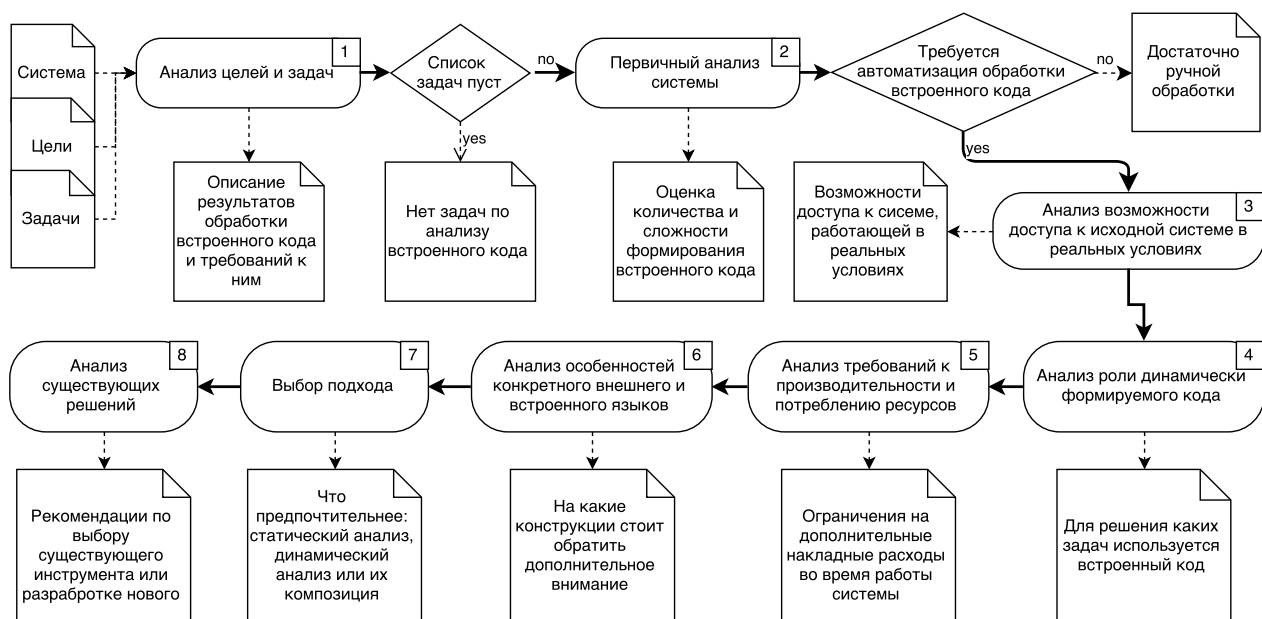 Система
Цели
Задачи
1
Анализ целей и задач
Список
задач пуст
no
yes
2
Первичный анализ
системы
Требуется
автоматизация обработки
встроенного кода
no
yes
Достаточно
ручной
обработки
Описание
результатов
обработки
встроенного кода
и требований к
ним
Нет задач по
анализу
встроенного кода
Оценка
количества и
сложности
формирования
встроенного кода
Возможности
доступа к сисеме,
работающей в
реальных
условиях
3
Анализ возможности
доступа к исходной системе в
реальных условиях
8
Анализ
существующих
решений
7
Выбор подхода
6
Анализ особенностей
конкретного внешнего и
встроенного языков
5
Анализ требований к
производительности и
потреблению ресурсов
4
Анализ роли динамически
формируемого кода
Рекомендации по
выбору
существующего
инструмента или
разрабротке нового
Что
предпочтительнее:
статический анализ,
динамический
анализ или их
композиция
На какие
конструкции стоит
обратить
дополнительное
внимание
Ограничения на
дополнительные
накладные расходы
во время работы
системы
Для решения каких
задач используется
встроенный код